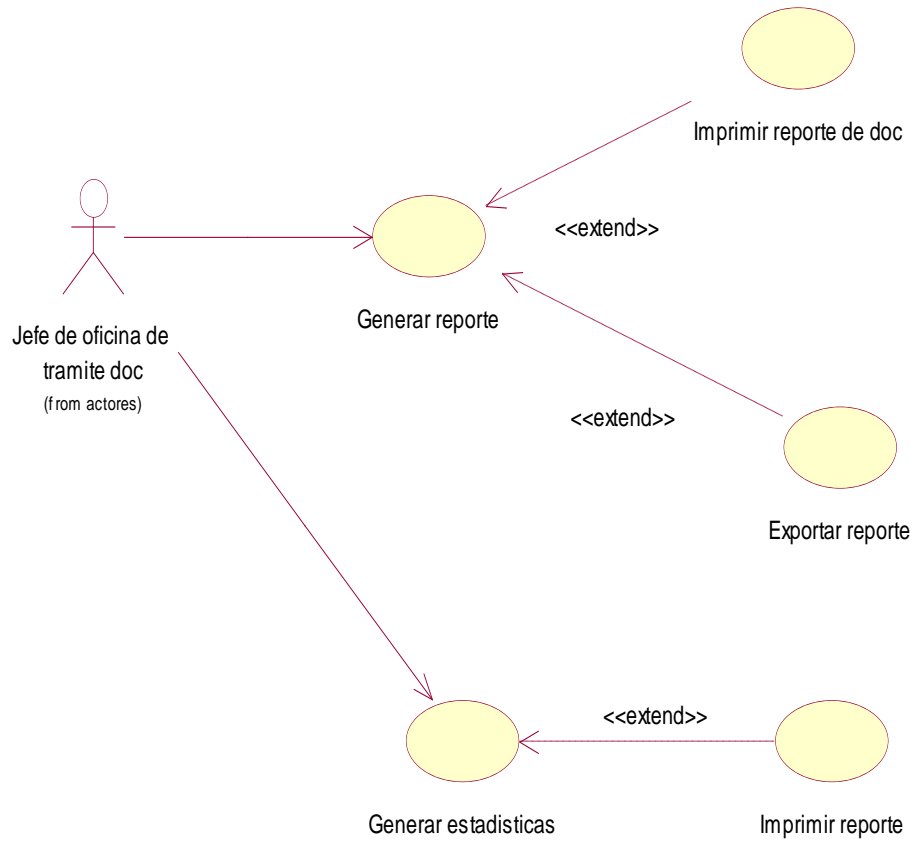 Imprimir reporte de doc
<<extend>>
Generar reporte
Jefe de oficina de
tramite doc
(from actores)
<<extend>>
Exportar reporte
<<extend>>
Generar estadisticas
Imprimir reporte